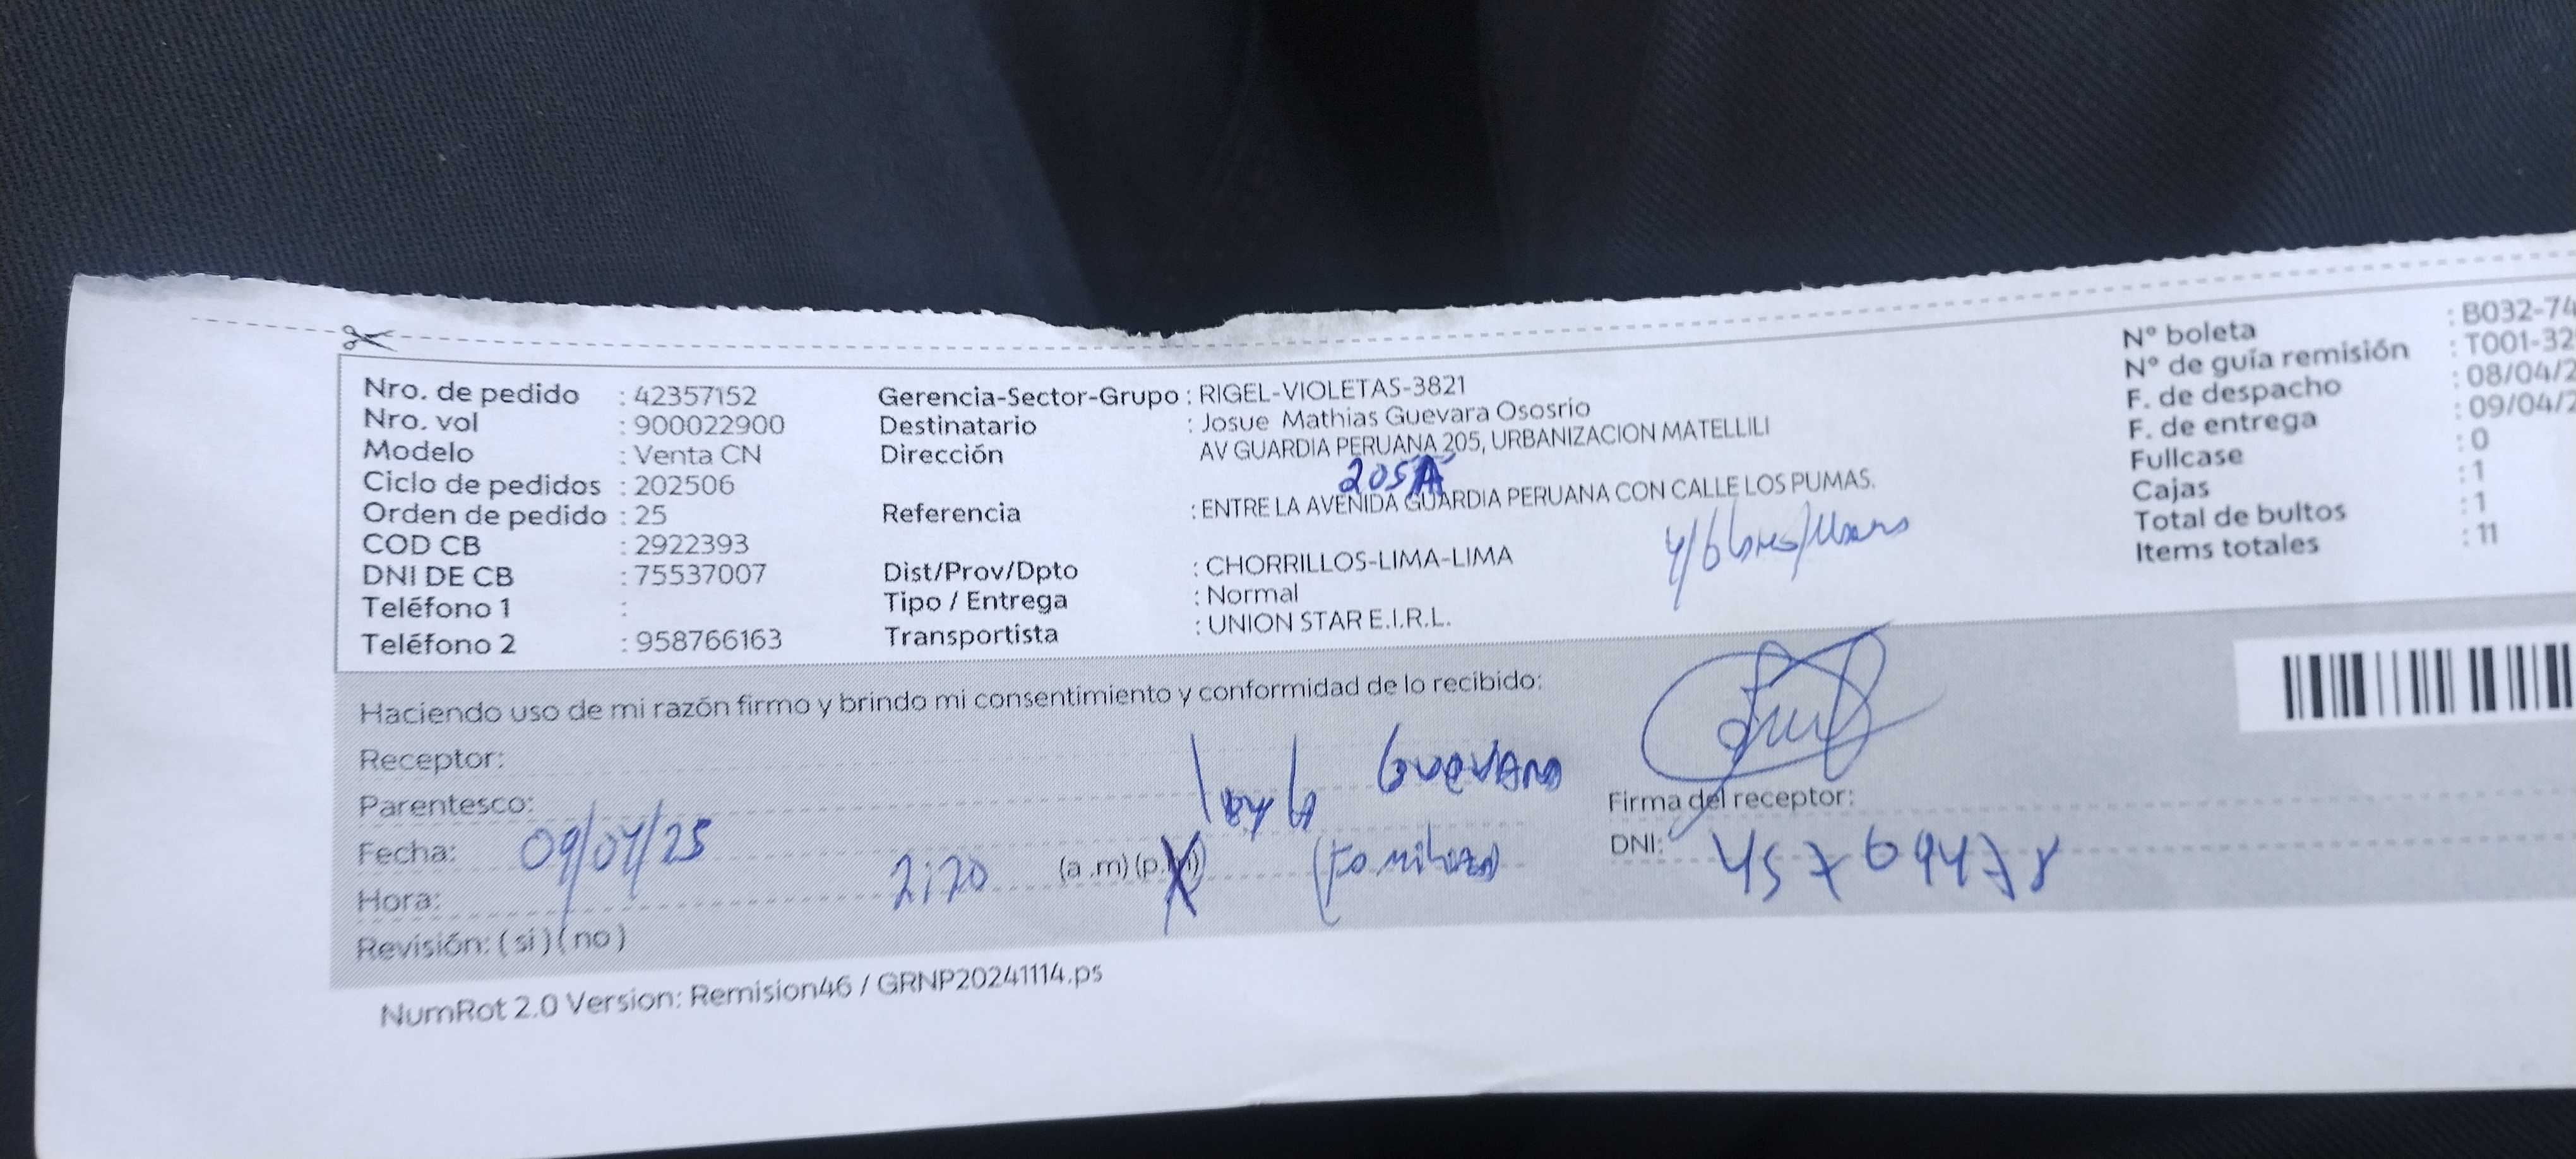 Nro. de pedido : 42357152
Nro. vol : 900022900
Modelo : Venta CN
Ciclo de pedidos : 202506
Orden de pedido : 25
COD CB : 2922393
DNI DE CB : 75537007
Teléfono 1 :
Teléfono 2 : 958766163
Gerencia-Sector-Grupo : RIGEL-VIOLETAS-3821
Destinatario : Josue Mathias Guevara Ososrio
Dirección AV GUARDIA PERUANA 205, URBANIZACION MATELLILI
205A
Referencia : ENTRE LA AVENIDA GUARDIA PERUANA CON CALLE LOS PUMAS.
Dist/Prov/Dpto : CHORRILLOS-LIMA-LIMA
Tipo / Entrega : Normal
Transportista : UNION STAR E.I.R.L.
N° boleta : B032-74
N° de guía remisión : T001-32
F. de despacho : 08/04/2
F. de entrega : 09/04/2
Fullcase : 0
Cajas : 1
Total de bultos : 1
Items totales : 11
Haciendo uso de mi razón firmo y brindo mi consentimiento y conformidad de lo recibido:
Receptor: Guevara
Parentesco:
Fecha: 09/04/25
Hora: 2:20 (a .m) (p.m)
Revisión: ( si ) ( no )
Firma del receptor:
DNI: 45769478
NumRot 2.0 Version: Remision46 / GRNP20241114.ps